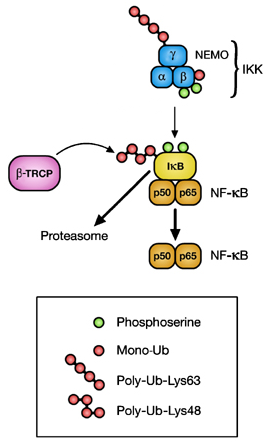 γ NEMO
α β
IKK
β-TRCP
IκB
p50 p65 NF-κB
Proteasome
p50 p65 NF-κB
Phosphoserine
Mono-Ub
Poly-Ub-Lys63
Poly-Ub-Lys48